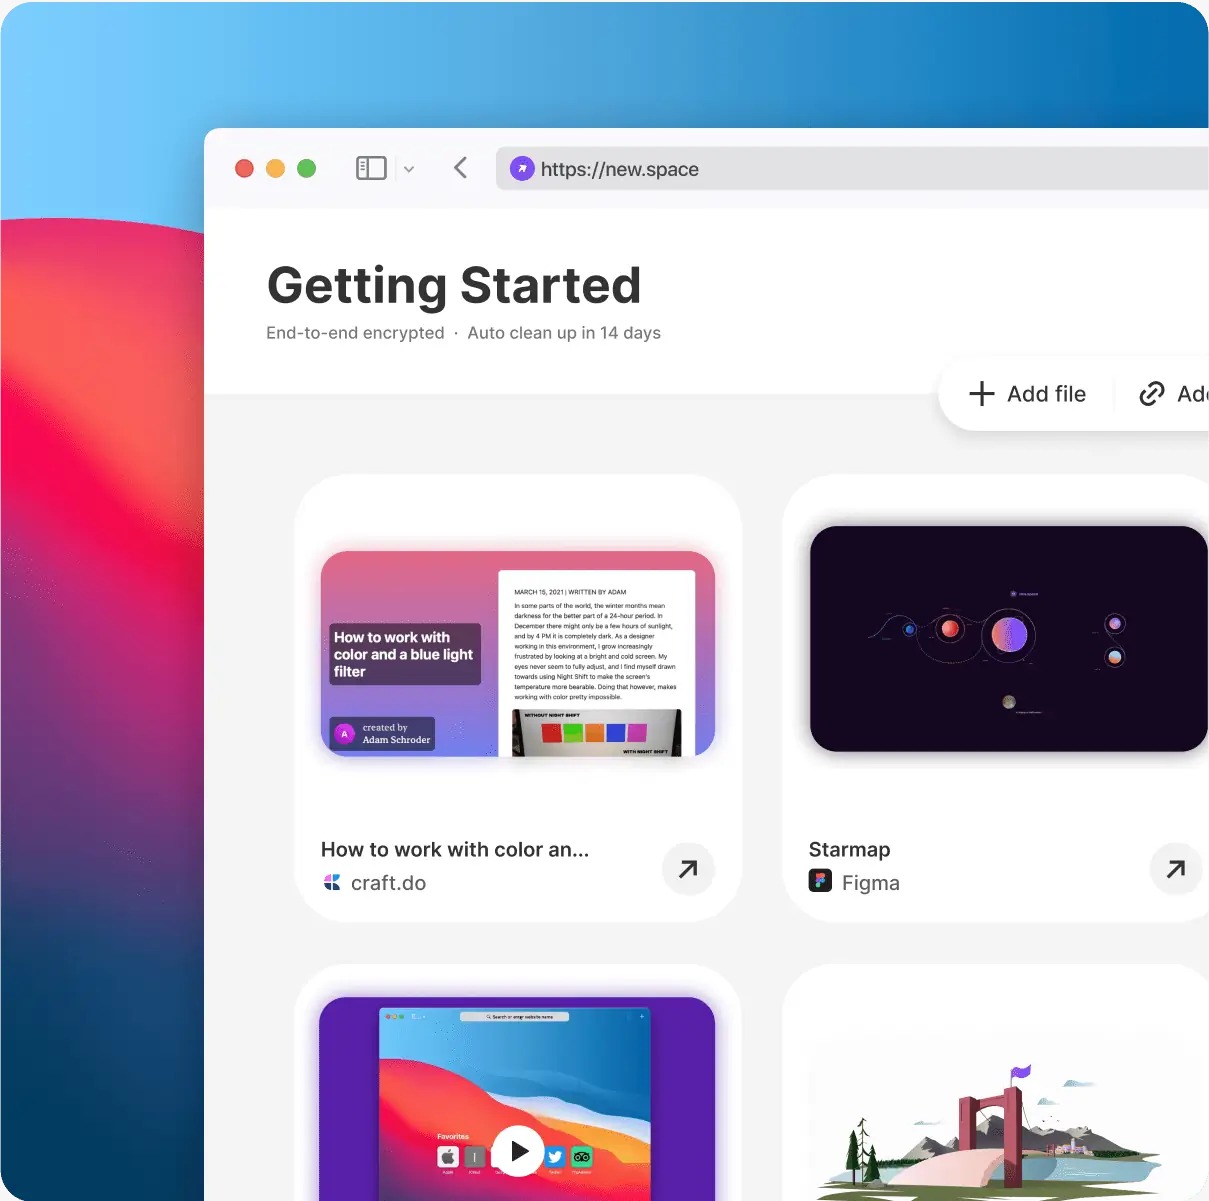 https://new.space
Getting Started
End-to-end encrypted · Auto clean up in 14 days
Add file
How to work with
color and a blue light
filter
A
created by
Adam Schroder
MARCH 15, 2021 | WRITTEN BY ADAM
In some parts of the world, the winter months mean
darkness for the better part of a 24-hour period. In
December there might only be a few hours of sunlight,
and by 4 PM it is completely dark. As a designer
working in this environment, I grow increasingly
frustrated by looking at a bright and cold screen. My
eyes never seem to fully adjust, and I find myself drawn
towards using Night Shift to make the screen's
temperature more bearable. Doing that however, makes
working with color pretty impossible.
WITHOUT NIGHT SHIFT
WITH NIGHT SHIFT
How to work with color an...
craft.do
Starmap
Figma
Search or enter website name
Favorites